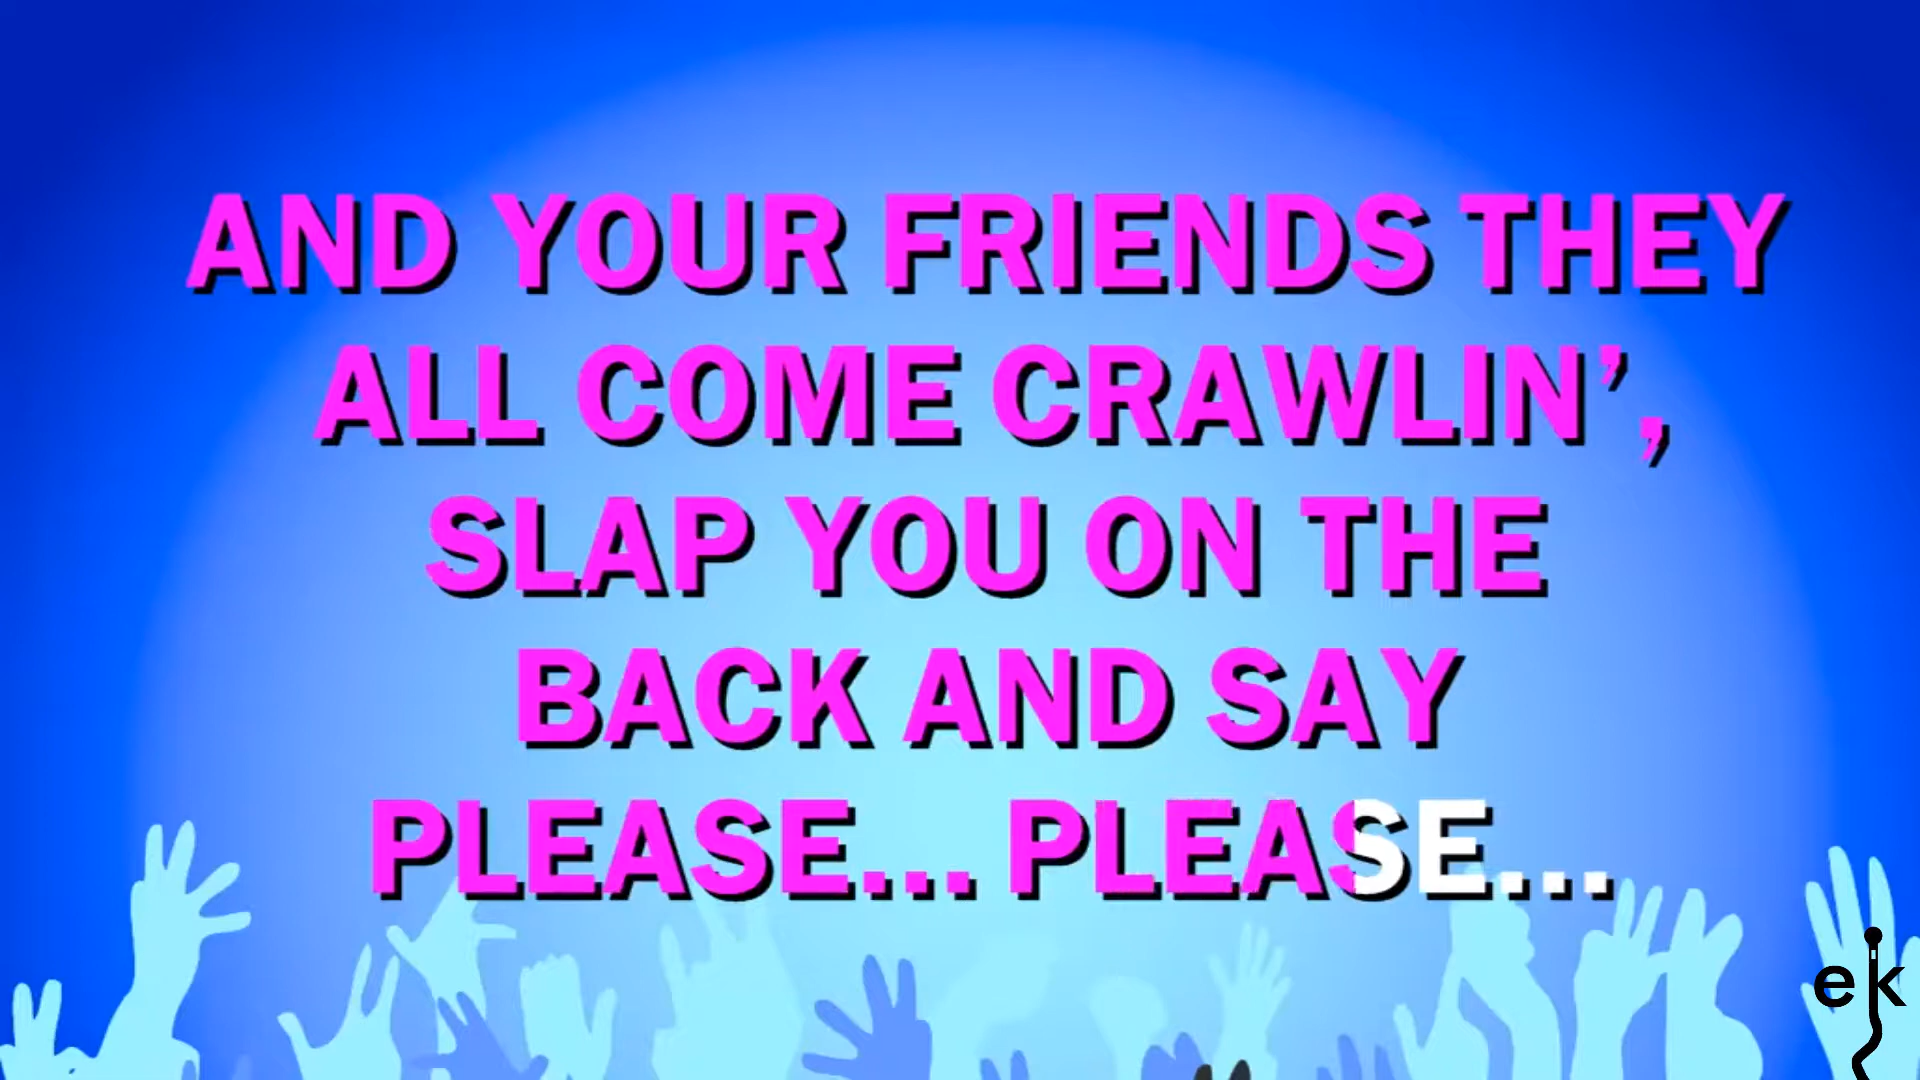 AND YOUR FRIENDS THEY
ALL COME CRAWLIN’,
SLAP YOU ON THE
BACK AND SAY
PLEASE... PLEASE...
ek